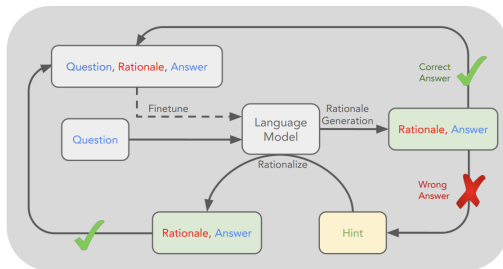 Question, Rationale, Answer
Correct
Answer
Finetune
Rationale
Generation
Language
Model
Question
Rationale, Answer
Rationalize
Wrong
Answer
Rationale, Answer
Hint